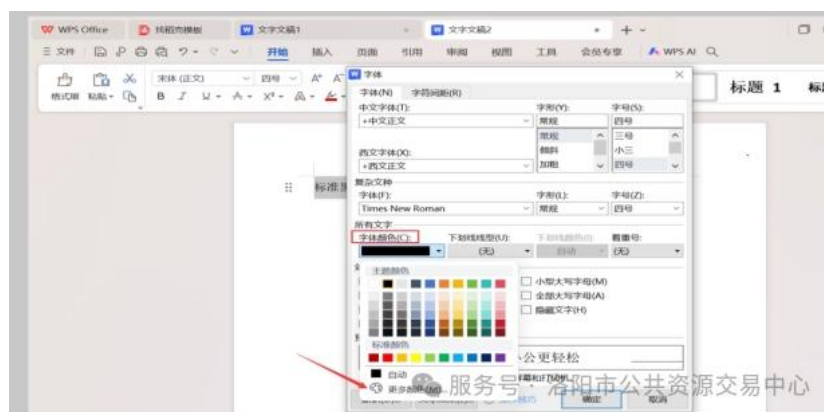 WPS Office
找稻壳模板
文字文稿1
文字文稿2
文件
开始
插入
页面
引用
审阅
视图
工具
会员专享
WPS AI
格式刷
粘贴
宋体 (正文)
四号
标题 1
标准
字体
字体(N)
字符间距(R)
中文字体(T):
字形(Y):
字号(S):
+中文正文
常规
四号
常规
三号
倾斜
小三
加粗
四号
西文字体(X):
+西文正文
复杂文种
字体(F):
字形(L):
字号(Z):
Times New Roman
常规
四号
所有文字
字体颜色(C):
下划线线型(U):
下划线颜色(I):
着重号:
(无)
自动
(无)
主题颜色
小型大写字母(M)
全部大写字母(A)
隐藏文字(H)
标准颜色
公更轻松
自动
更多颜色(M)...
服务号 · 洛阳市公共资源交易中心
确定
取消